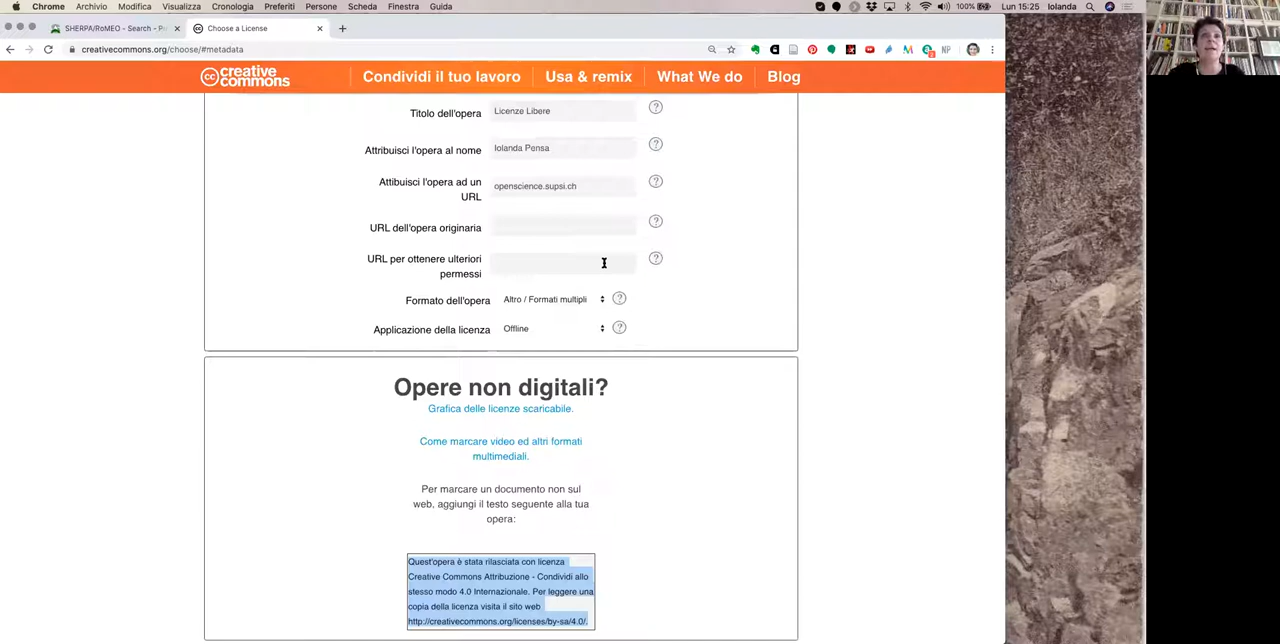 Chrome Archivio Modifica Visualizza Cronologia Preferiti Persone Scheda Finestra Guida 100% Lun 15:25 Iolanda
SHERPA/RoMEO - Search - Pu Choose a License
creativecommons.org/choose/#metadata
creative commons Condividi il tuo lavoro Usa & remix What We do Blog
Titolo dell'opera Licenze Libere ?
Attribuisci l'opera al nome Iolanda Pensa ?
Attibuisci l'opera ad un openscience.supsi.ch ?
URL
URL dell'opera originaria ?
URL per ottenere ulteriori ?
permessi
Formato dell'opera Altro / Formati multipli ?
Applicazione della licenza Offline ?
Opere non digitali?
Grafica delle licenze scaricabile.
Come marcare video ed altri formati
multimediali.
Per marcare un documento non sul
web, aggiungi il testo seguente alla tua
opera:
Quest'opera è stata rilasciata con licenza
Creative Commons Attribuzione - Condividi allo
stesso modo 4.0 Internazionale. Per leggere una
copia della licenza visita il sito web
http://creativecommons.org/licenses/by-sa/4.0/.